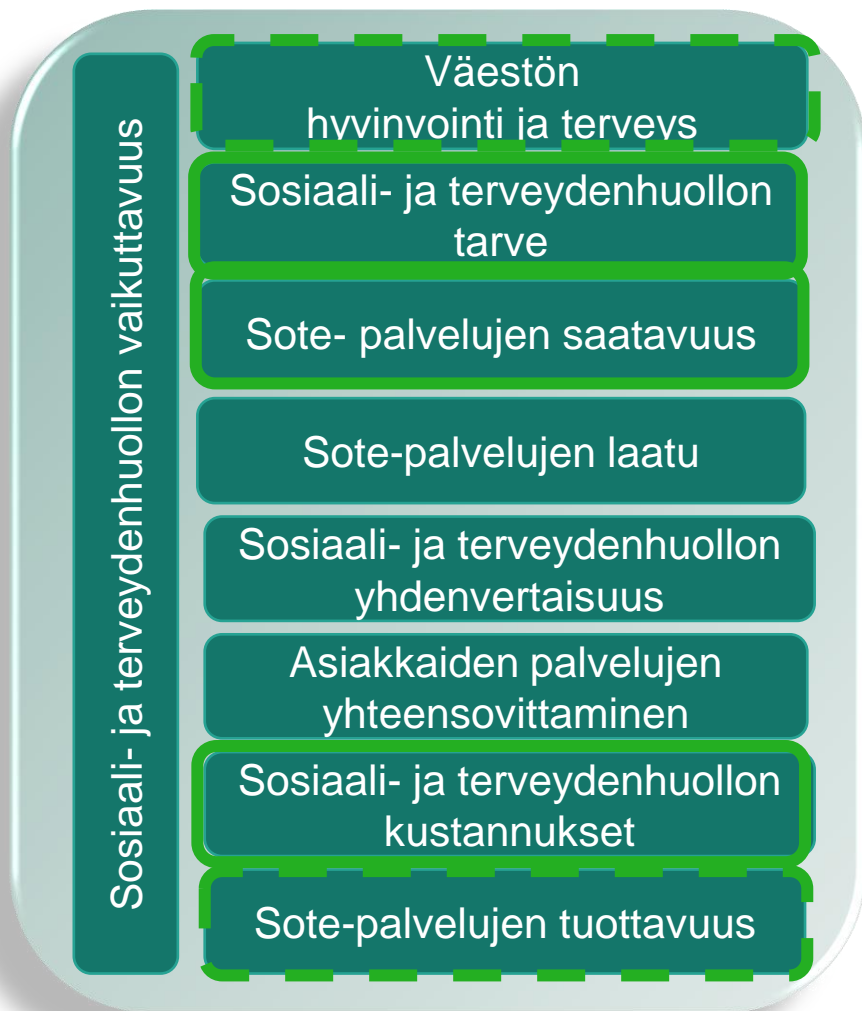 Sosiaali- ja terveydenhuollon vaikuttavuus
Väestön
hyvinvointi ja terveys
Sosiaali- ja terveydenhuollon
tarve
Sote- palvelujen saatavuus
Sote-palvelujen laatu
Sosiaali- ja terveydenhuollon
yhdenvertaisuus
Asiakkaiden palvelujen
yhteensovittaminen
Sosiaali- ja terveydenhuollon
kustannukset
Sote-palvelujen tuottavuus